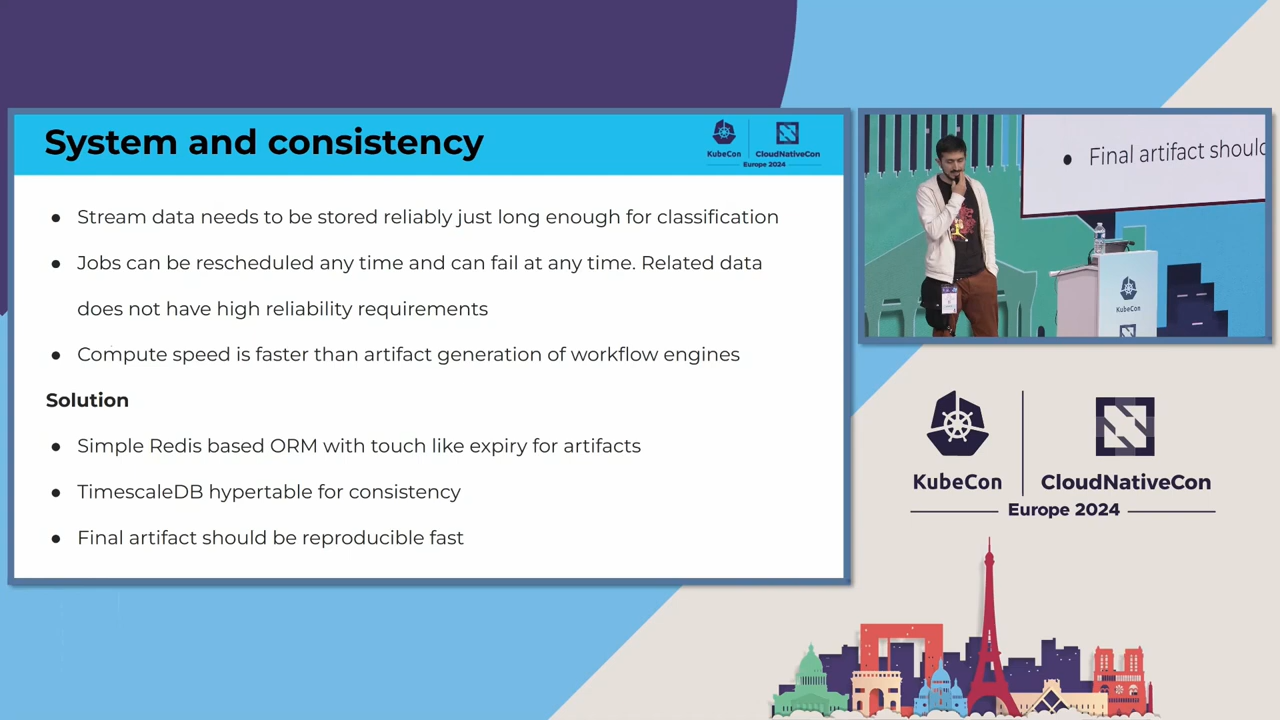 System and consistency
KubeCon
CloudNativeCon
Europe 2024
● Stream data needs to be stored reliably just long enough for classification
● Jobs can be rescheduled any time and can fail at any time. Related data
does not have high reliability requirements
● Compute speed is faster than artifact generation of workflow engines
Solution
● Simple Redis based ORM with touch like expiry for artifacts
● TimescaleDB hypertable for consistency
● Final artifact should be reproducible fast
● Final artifact should
KubeCon
KubeCon
CloudNativeCon
Europe 2024